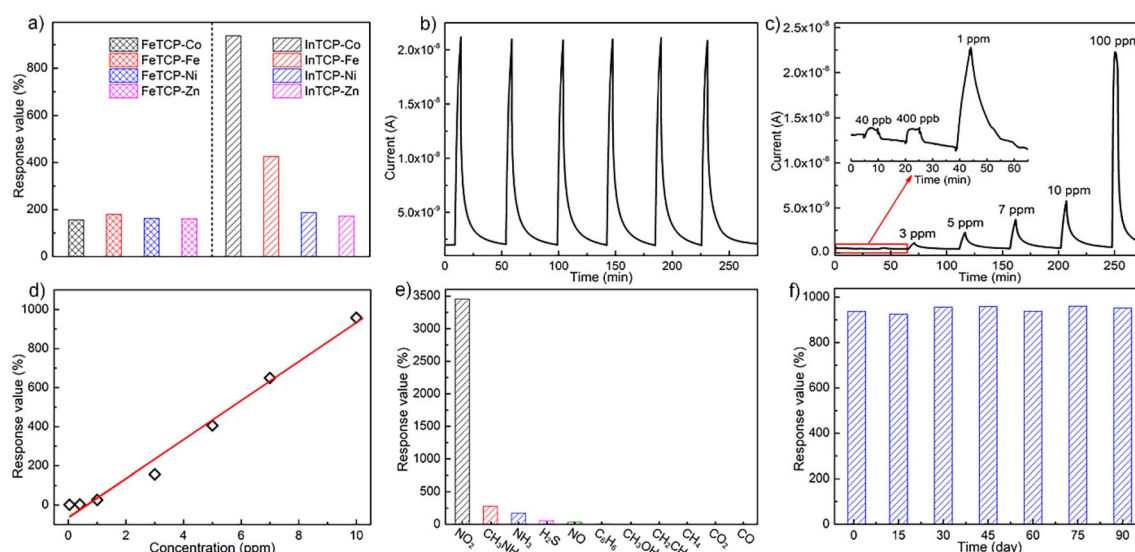 a)
Response value (%)
800
600
400
200
0
FeTCP-Co
FeTCP-Fe
FeTCP-Ni
FeTCP-Zn
InTCP-Co
InTCP-Fe
InTCP-Ni
InTCP-Zn
b)
Current (A)
2.0x10⁻⁸
1.5x10⁻⁸
1.0x10⁻⁸
5.0x10⁻⁹
0 50 100 150 200 250
Time (min)
c)
Current (A)
2.5x10⁻⁸
2.0x10⁻⁸
1.5x10⁻⁸
1.0x10⁻⁸
5.0x10⁻⁹
0.0
1 ppm
100 ppm
40 ppb
400 ppb
0 10 20 30 40 50 60
Time (min)
3 ppm
5 ppm
7 ppm
10 ppm
0 50 100 150 200 250
Time (min)
d)
Response value (%)
1000
800
600
400
200
0
0 2 4 6 8 10
Concentration (ppm)
e)
Response value (%)
3500
3000
2500
2000
1500
1000
500
0
NO₂ CH₃NH NH₃ H₂S NO C₆H₆ CH₃OH CH₄ CO₂ CO
f)
Response value (%)
1000
800
600
400
200
0
0 15 30 45 60 75 90
Time (day)